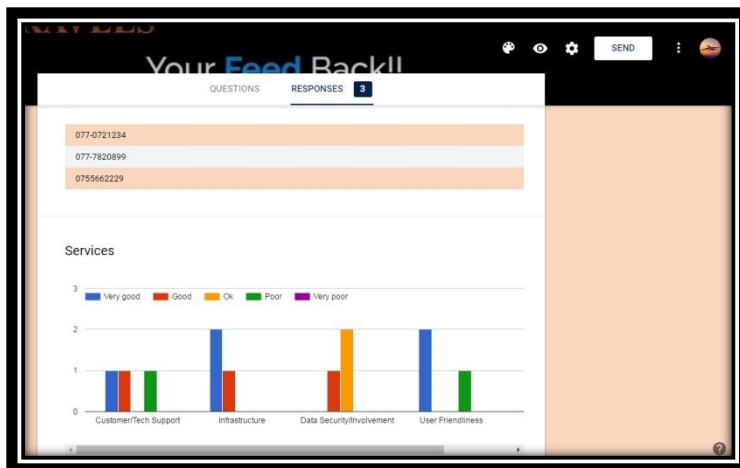 Your Feed Back!!
SEND
QUESTIONS RESPONSES 3
077-0721234
077-7820899
0755662229
Services
3
Very good Good Ok Poor Very poor
2
1
0
Customer/Tech Support Infrastructure Data Security/Involvement User Friendliness
?